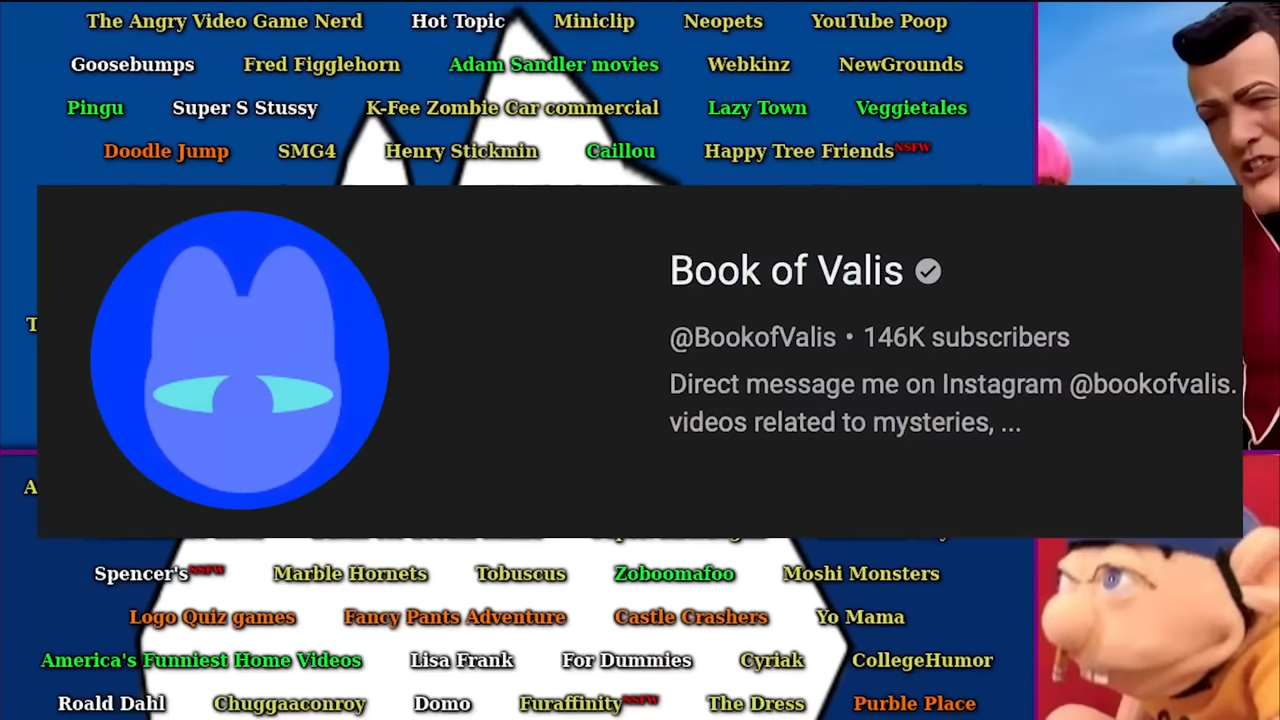 The Angry Video Game Nerd Hot Topic Miniclip Neopets YouTube Poop
Goosebumps Fred Figglehorn Adam Sandler movies Webkinz NewGrounds
Pingu Super S Stussy K-Fee Zombie Car commercial Lazy Town Veggietales
Doodle Jump SMG4 Henry Stickmin Caillou Happy Tree Friends NSFW
Book of Valis
@BookofValis • 146K subscribers
Direct message me on Instagram @bookofvalis.
videos related to mysteries, ...
Spencer's NSFW Marble Hornets Tobuscus Zoboomafoo Moshi Monsters
Logo Quiz games Fancy Pants Adventure Castle Crashers Yo Mama
America's Funniest Home Videos Lisa Frank For Dummies Cyriak CollegeHumor
Roald Dahl Chuggaaconroy Domo Furaffinity NSFW The Dress Purble Place